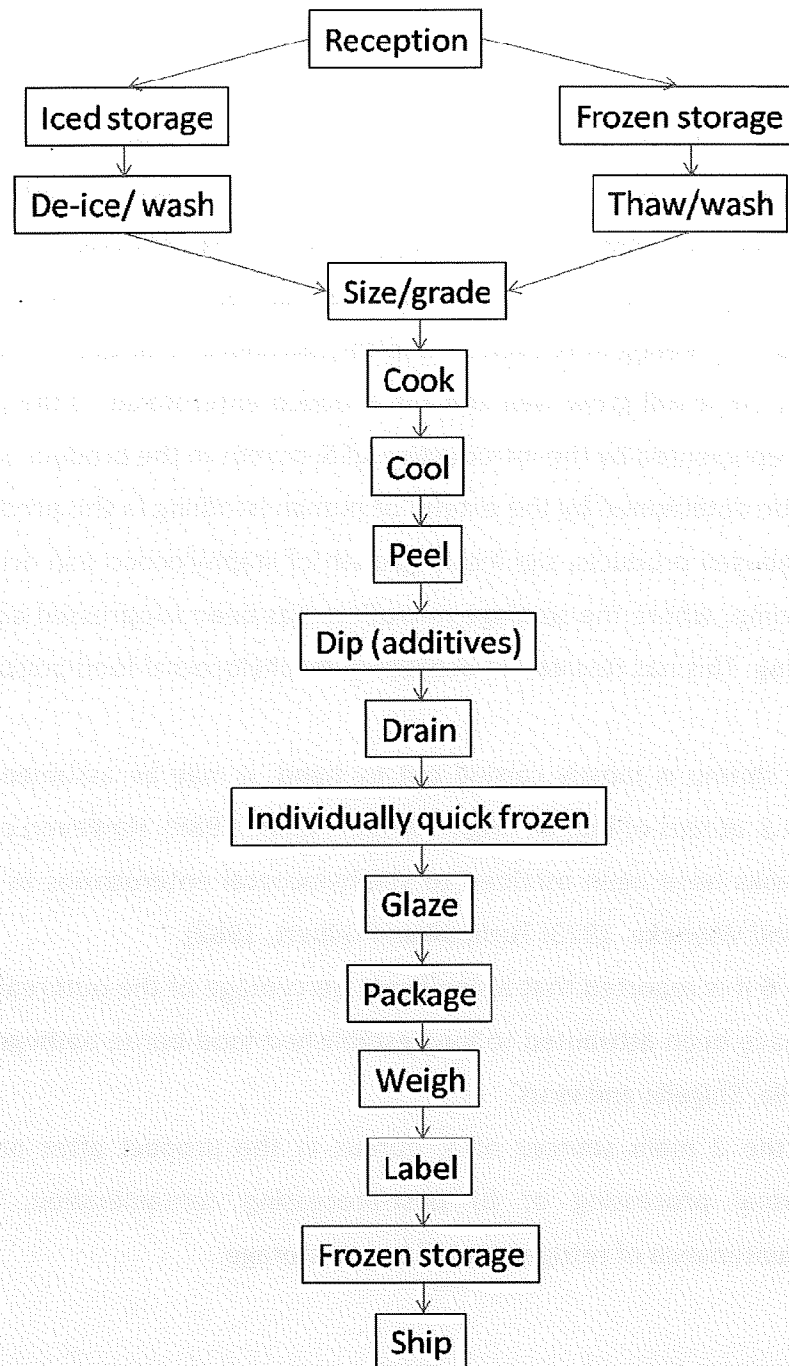 Reception
Iced storage
Frozen storage
De-ice/ wash
Thaw/wash
Size/grade
Cook
Cool
Peel
Dip (additives)
Drain
Individually quick frozen
Glaze
Package
Weigh
Label
Frozen storage
Ship